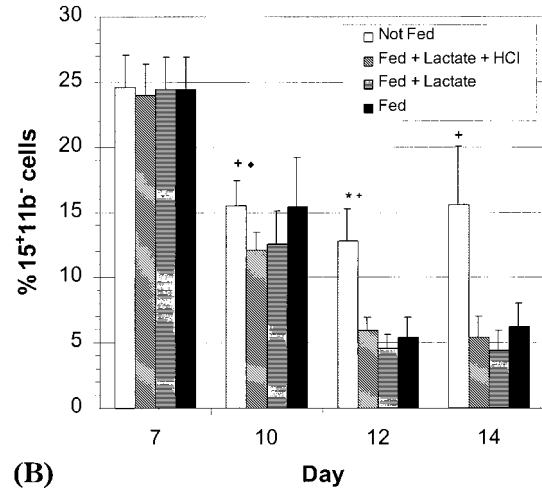 30
25
20
15
10
5
0
% 15⁺11b⁻ cells
Not Fed
Fed + Lactate + HCl
Fed + Lactate
Fed
+ ◆
* +
+
7 10 12 14
(B) Day